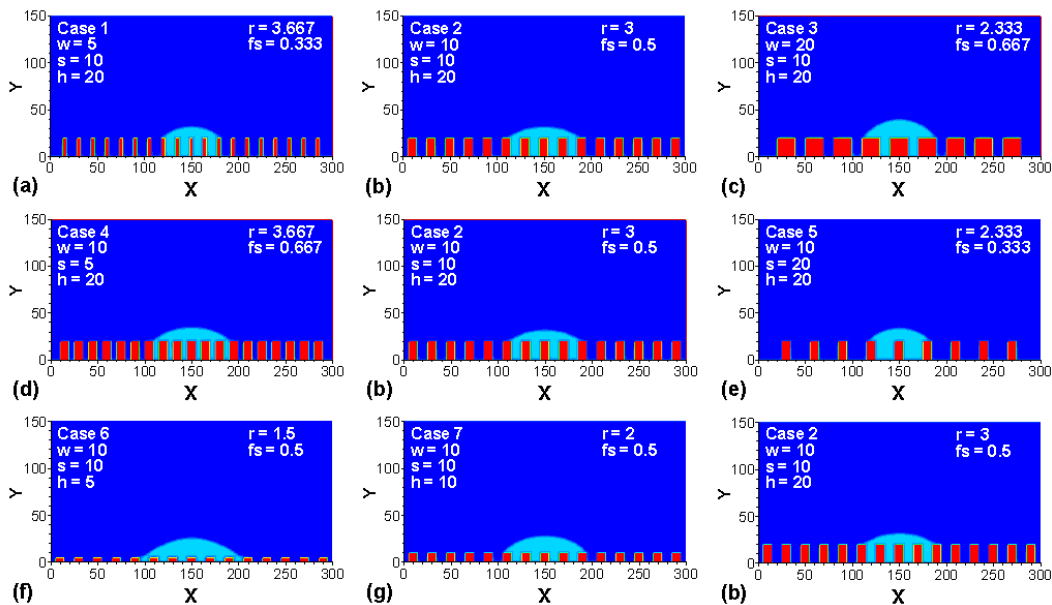 Case 1 r = 3.667
w = 5 fs = 0.333
s = 10
h = 20
150
100
50
0
Y
0 50 100 150 200 250 300
X
(a)
Case 2 r = 3
w = 10 fs = 0.5
s = 10
h = 20
150
100
50
0
Y
0 50 100 150 200 250 300
X
(b)
Case 3 r = 2.333
w = 20 fs = 0.667
s = 10
h = 20
150
100
50
0
Y
0 50 100 150 200 250 300
X
(c)
Case 4 r = 3.667
w = 10 fs = 0.667
s = 5
h = 20
150
100
50
0
Y
0 50 100 150 200 250 300
X
(d)
Case 2 r = 3
w = 10 fs = 0.5
s = 10
h = 20
150
100
50
0
Y
0 50 100 150 200 250 300
X
(b)
Case 5 r = 2.333
w = 10 fs = 0.333
s = 20
h = 20
150
100
50
0
Y
0 50 100 150 200 250 300
X
(e)
Case 6 r = 1.5
w = 10 fs = 0.5
s = 10
h = 5
150
100
50
0
Y
0 50 100 150 200 250 300
X
(f)
Case 7 r = 2
w = 10 fs = 0.5
s = 10
h = 10
150
100
50
0
Y
0 50 100 150 200 250 300
X
(g)
Case 2 r = 3
w = 10 fs = 0.5
s = 10
h = 20
150
100
50
0
Y
0 50 100 150 200 250 300
X
(b)